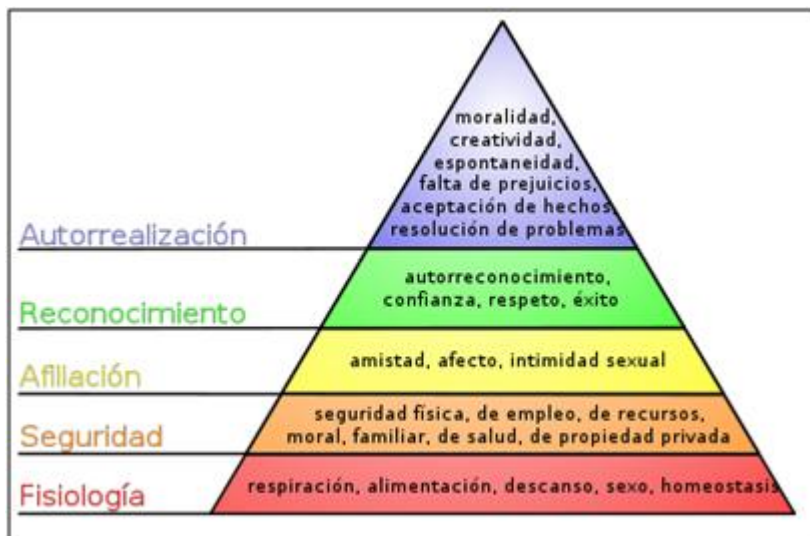 moralidad,
creatividad,
espontaneidad,
falta de prejuicios,
aceptación de hechos,
resolución de problemas
Autorrealización
autorreconocimiento,
confianza, respeto, éxito
Reconocimiento
amistad, afecto, intimidad sexual
Afiliación
seguridad física, de empleo, de recursos,
moral, familiar, de salud, de propiedad privada
Seguridad
respiración, alimentación, descanso, sexo, homeostasis
Fisiología